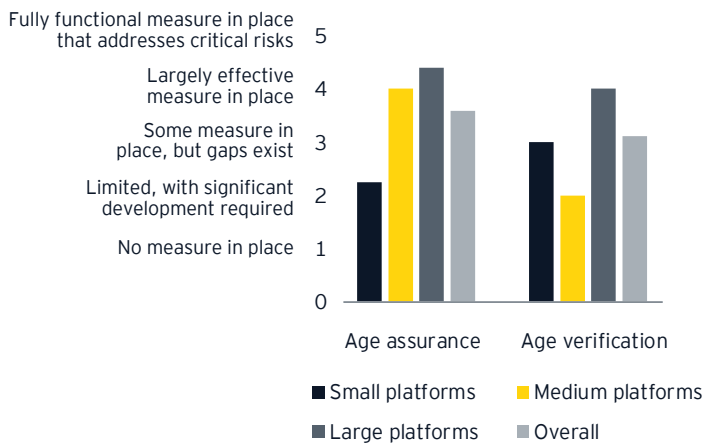 Fully functional measure in place
that addresses critical risks
5
Largely effective
measure in place
4
Some measure in
place, but gaps exist
3
Limited, with significant
development required
2
No measure in place
1
0
Age assurance
Age verification
Small platforms
Medium platforms
Large platforms
Overall